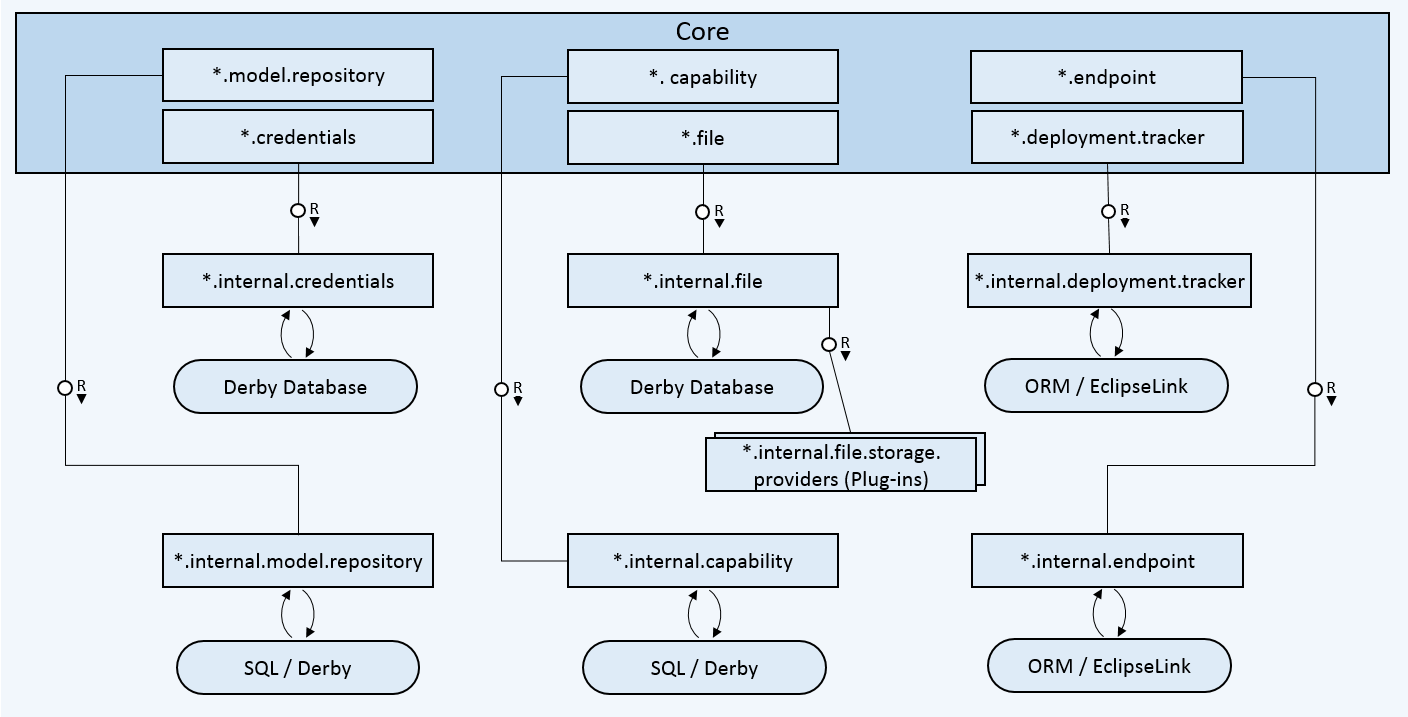 Core
*.model.repository
*. capability
*.endpoint
*.credentials
*.file
*.deployment.tracker
R
R
R
*.internal.credentials
*.internal.file
*.internal.deployment.tracker
R
Derby Database
Derby Database
ORM / EclipseLink
R
R
R
*.internal.file.storage.
providers (Plug-ins)
*.internal.model.repository
*.internal.capability
*.internal.endpoint
SQL / Derby
SQL / Derby
ORM / EclipseLink